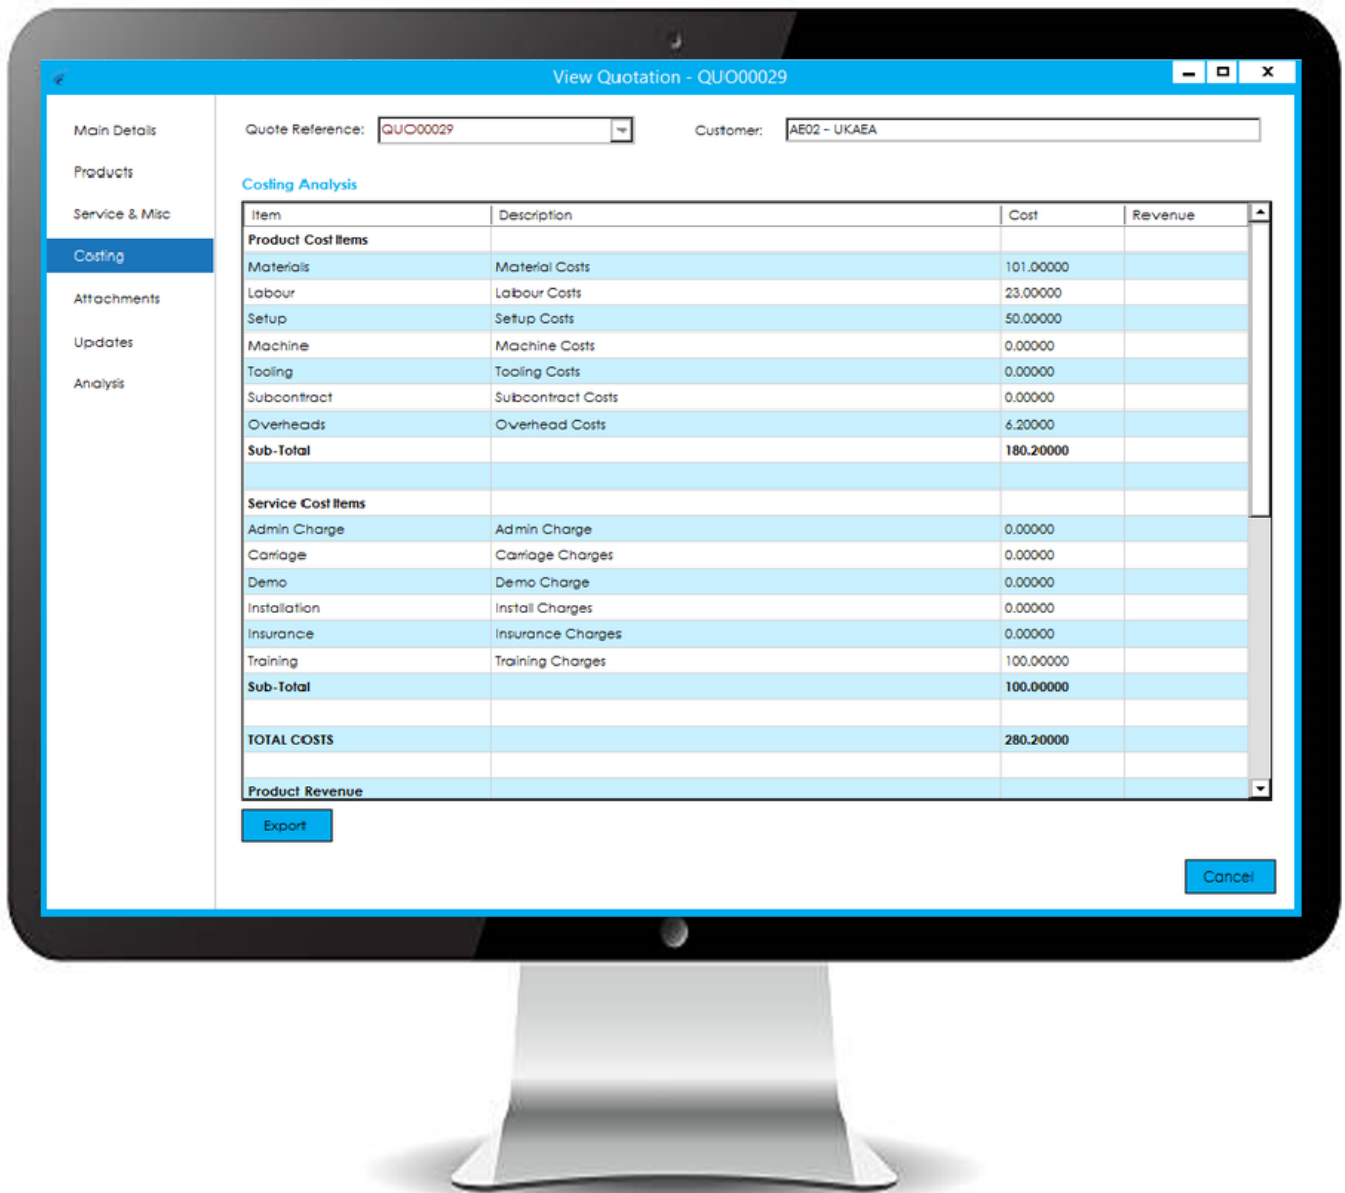 View Quotation - QUO00029
Main Details
Products
Service & Misc
Costing
Attachments
Updates
Analysis
Quote Reference: QUO00029 Customer: AE02 - UKAEA
Costing Analysis
Item Description Cost Revenue
Product Cost Items
Materials Material Costs 101.00000
Labour Labour Costs 23.00000
Setup Setup Costs 50.00000
Machine Machine Costs 0.00000
Tooling Tooling Costs 0.00000
Subcontract Subcontract Costs 0.00000
Overheads Overhead Costs 6.20000
Sub-Total 180.20000
Service Cost Items
Admin Charge Admin Charge 0.00000
Carriage Carriage Charges 0.00000
Demo Demo Charge 0.00000
Installation Install Charges 0.00000
Insurance Insurance Charges 0.00000
Training Training Charges 100.00000
Sub-Total 100.00000
TOTAL COSTS 280.20000
Product Revenue
Export
Cancel